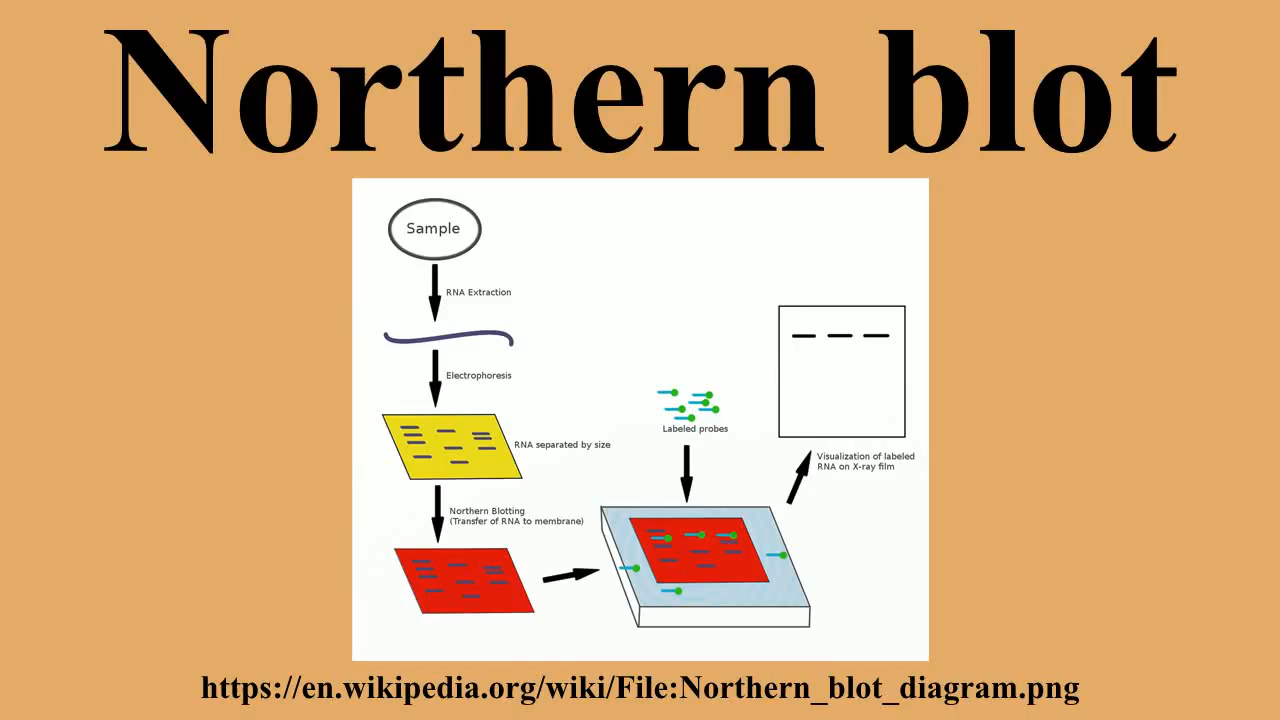 Northern blot
Sample
RNA Extraction
Electrophoresis
RNA separated by size
Northern Blotting
(Transfer of RNA to membrane)
Labeled probes
Visualization of labeled
RNA on X-ray film
https://en.wikipedia.org/wiki/File:Northern_blot_diagram.png